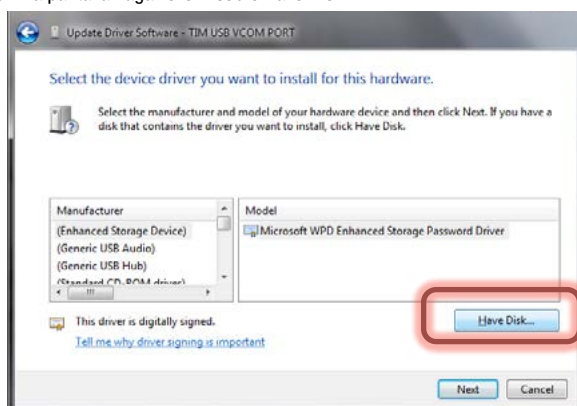 Update Driver Software - TIM USB VCOM PORT
Select the device driver you want to install for this hardware.
Select the manufacturer and model of your hardware device and then click Next. If you have a
disk that contains the driver you want to install, click Have Disk.
Manufacturer
(Enhanced Storage Device)
(Generic USB Audio)
(Generic USB Hub)
(Standard CD-ROM driver)
Model
Microsoft WPD Enhanced Storage Password Driver
This driver is digitally signed.
Tell me why driver signing is important
Have Disk...
Next
Cancel